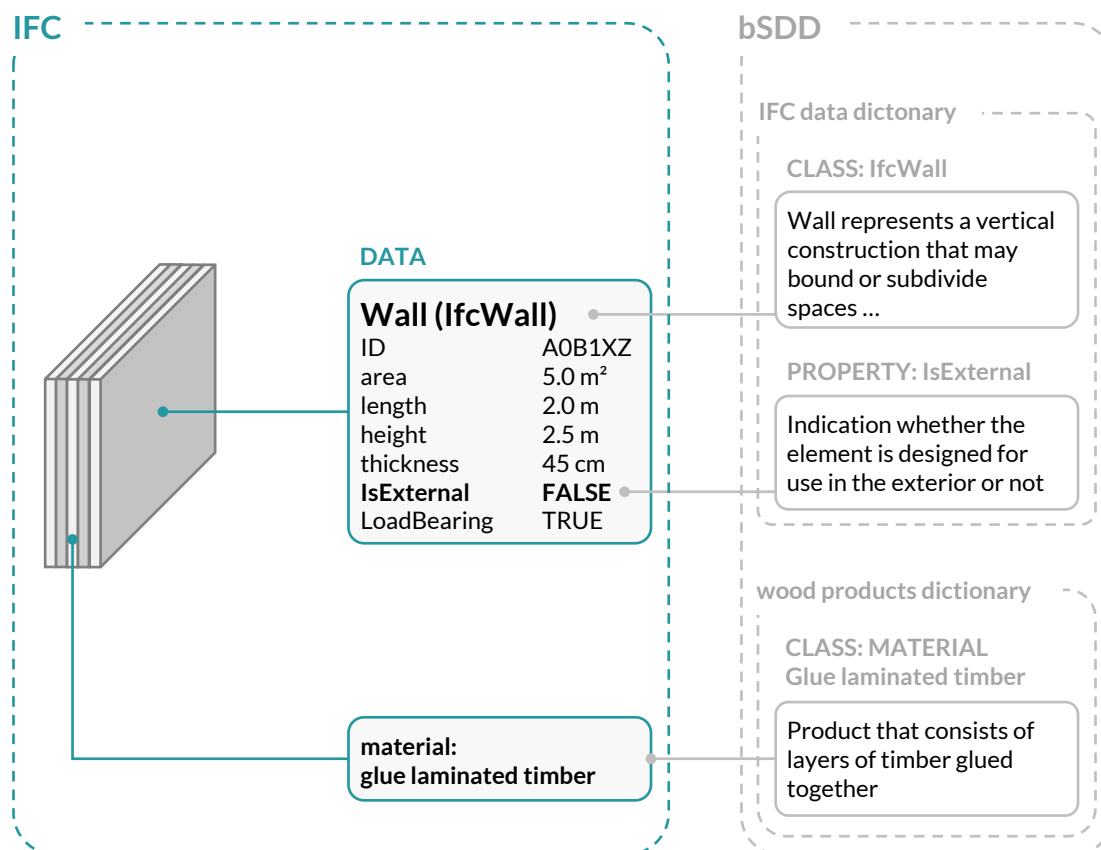 IFC
DATA
Wall (IfcWall)
ID A0B1XZ
area 5.0 m²
length 2.0 m
height 2.5 m
thickness 45 cm
IsExternal FALSE
LoadBearing TRUE
material:
glue laminated timber
bSDD
IFC data dictonary
CLASS: IfcWall
Wall represents a vertical
construction that may
bound or subdivide
spaces ...
PROPERTY: IsExternal
Indication whether the
element is designed for
use in the exterior or not
wood products dictionary
CLASS: MATERIAL
Glue laminated timber
Product that consists of
layers of timber glued
together